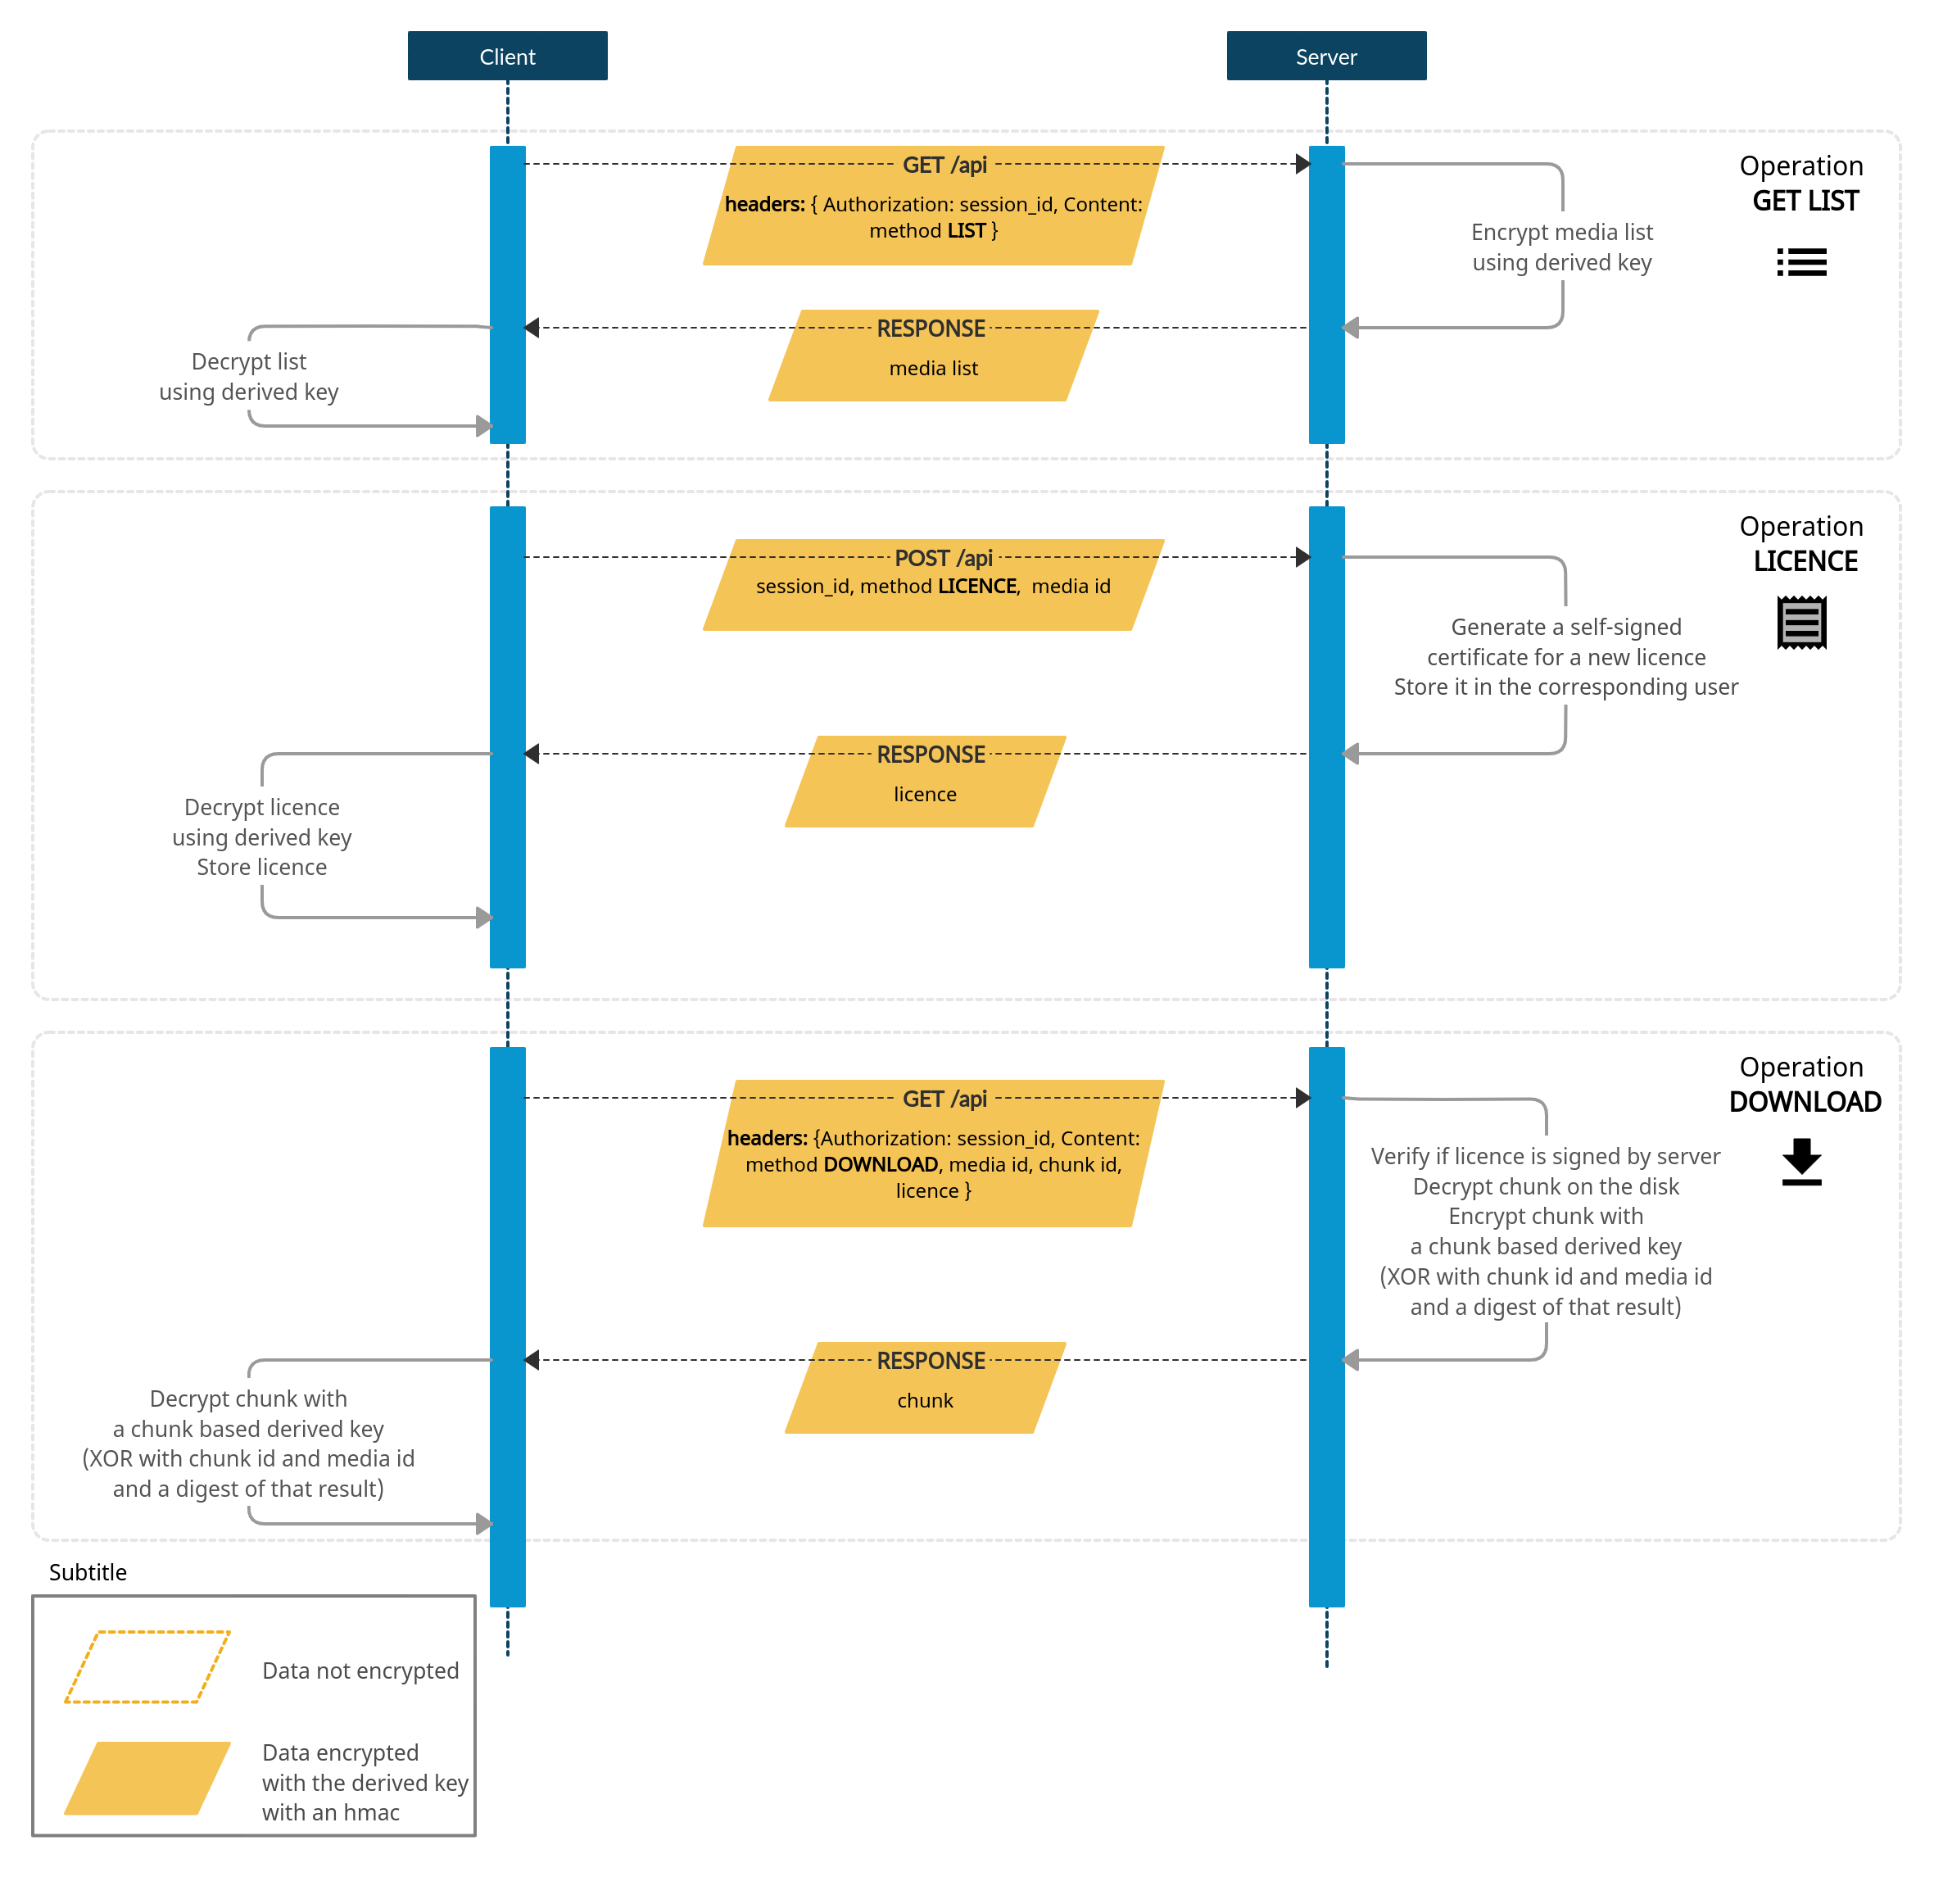 Client
Server
Operation
GET LIST
GET /api
headers: { Authorization: session_id, Content:
method LIST }
Encrypt media list
using derived key
RESPONSE
media list
Decrypt list
using derived key
Operation
LICENCE
POST /api
session_id, method LICENCE,  media id
Generate a self-signed
certificate for a new licence
Store it in the corresponding user
RESPONSE
licence
Decrypt licence
using derived key
Store licence
Operation
DOWNLOAD
GET /api
headers: {Authorization: session_id, Content:
method DOWNLOAD, media id, chunk id,
licence }
Verify if licence is signed by server
Decrypt chunk on the disk
Encrypt chunk with
a chunk based derived key
(XOR with chunk id and media id
and a digest of that result)
RESPONSE
chunk
Decrypt chunk with
a chunk based derived key
(XOR with chunk id and media id
and a digest of that result)
Subtitle
Data not encrypted
Data encrypted
with the derived key
with an hmac